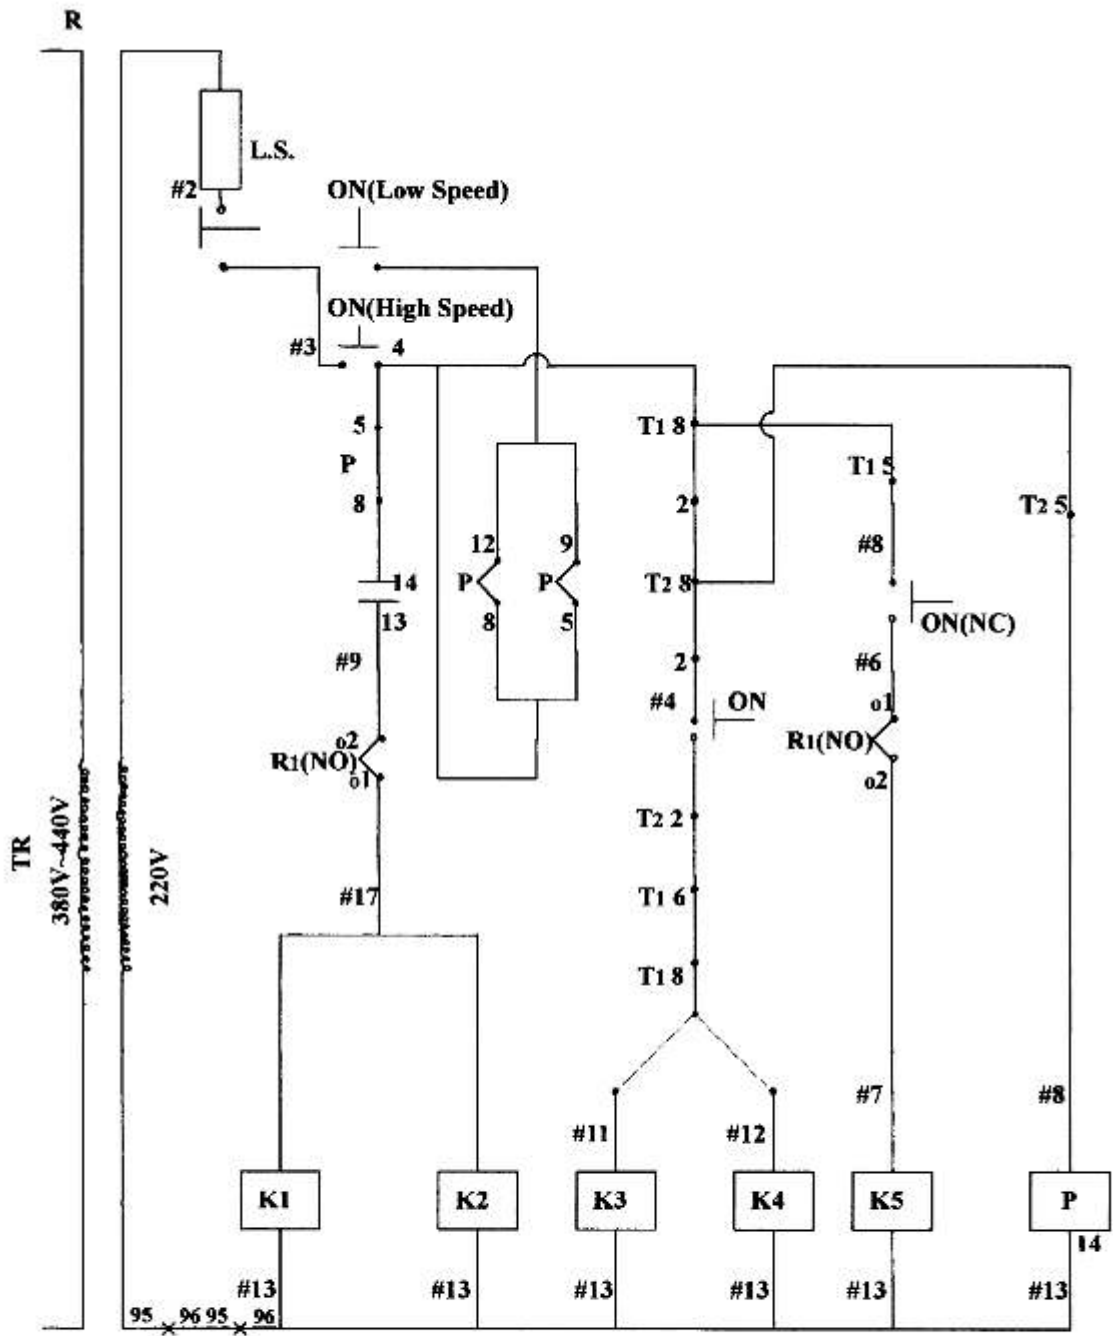 R
L.S.
#2
ON(Low Speed)
ON(High Speed)
#3
4
5
P
8
14
13
#9
o2
R1(NO)
o1
#17
12
9
P
P
8
5
T1 8
2
T2 8
2
#4
ON
T2 2
T1 6
T1 8
T1 5
#8
ON(NC)
#6
o1
R1(NO)
o2
T2 5
TR
380V~440V
220V
#11
#12
#7
#8
K1
K2
K3
K4
K5
P
14
#13
#13
#13
#13
#13
#13
95
96
95
96